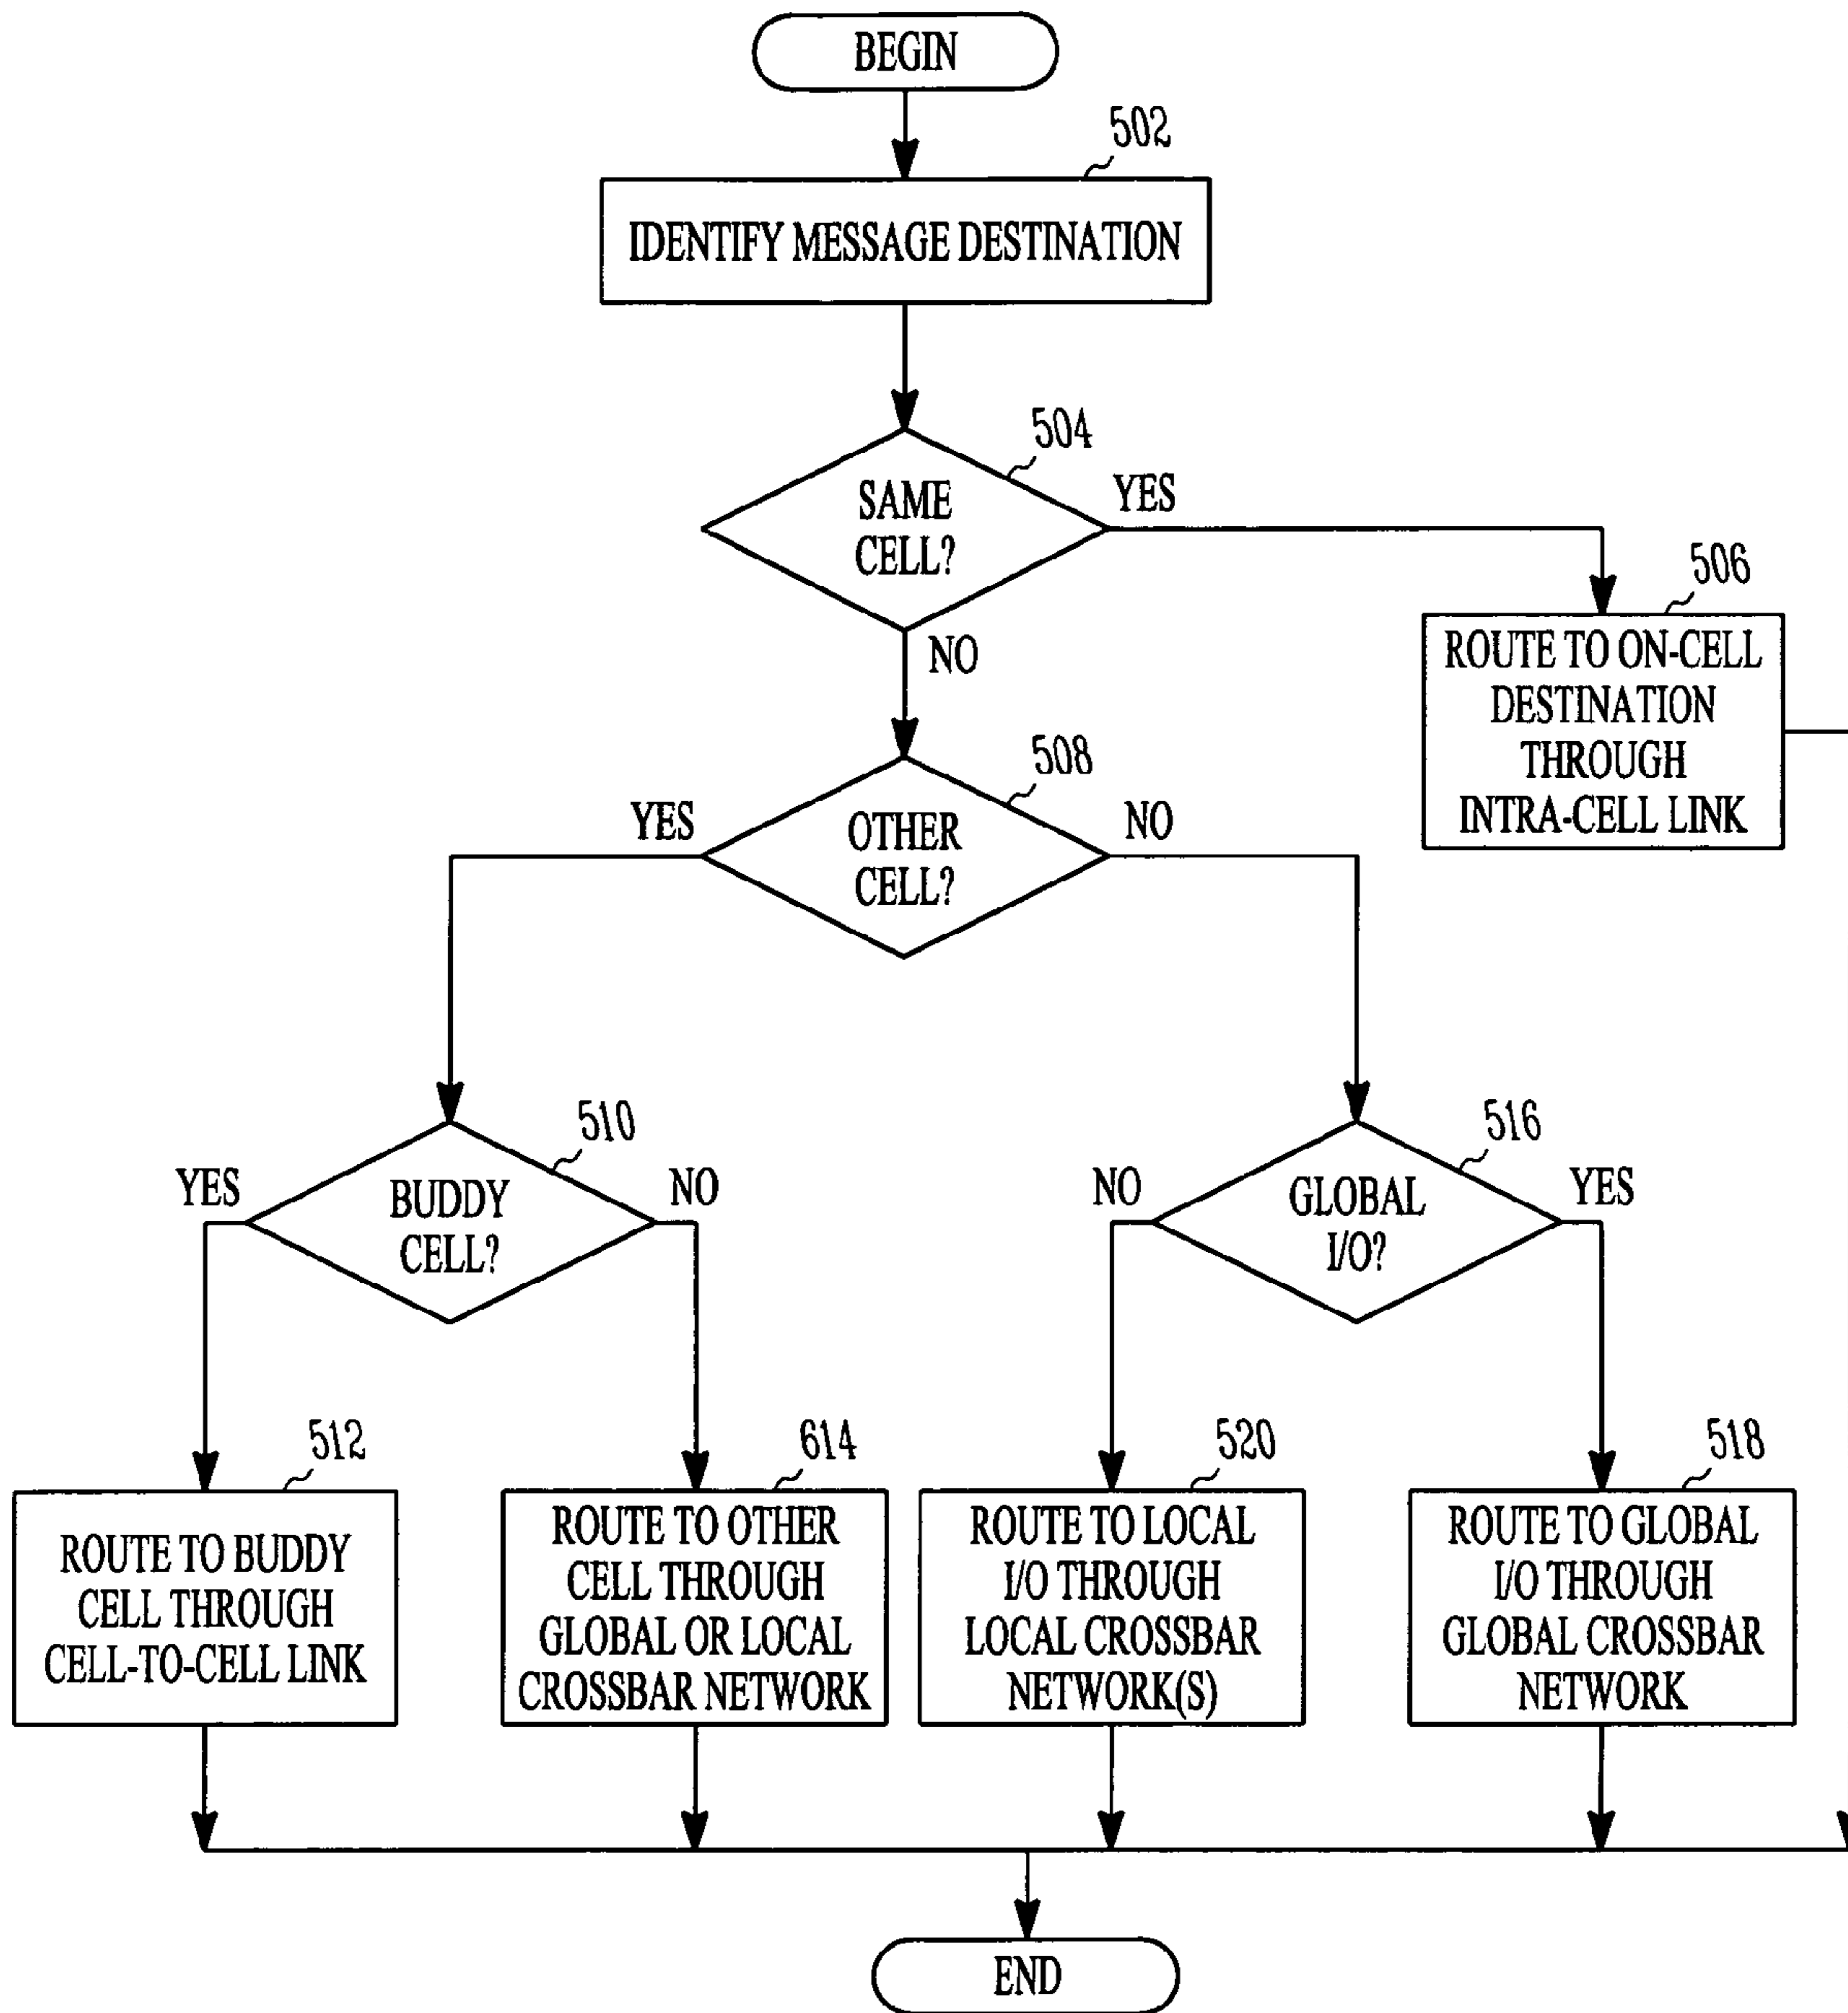 BEGIN
502
IDENTIFY MESSAGE DESTINATION
504
SAME
CELL?
YES
NO
506
ROUTE TO ON-CELL
DESTINATION
THROUGH
INTRA-CELL LINK
508
OTHER
CELL?
YES
NO
510
BUDDY
CELL?
YES
NO
516
GLOBAL
I/O?
NO
YES
512
ROUTE TO BUDDY
CELL THROUGH
CELL-TO-CELL LINK
614
ROUTE TO OTHER
CELL THROUGH
GLOBAL OR LOCAL
CROSSBAR NETWORK
520
ROUTE TO LOCAL
I/O THROUGH
LOCAL CROSSBAR
NETWORK(S)
518
ROUTE TO GLOBAL
I/O THROUGH
GLOBAL CROSSBAR
NETWORK
END